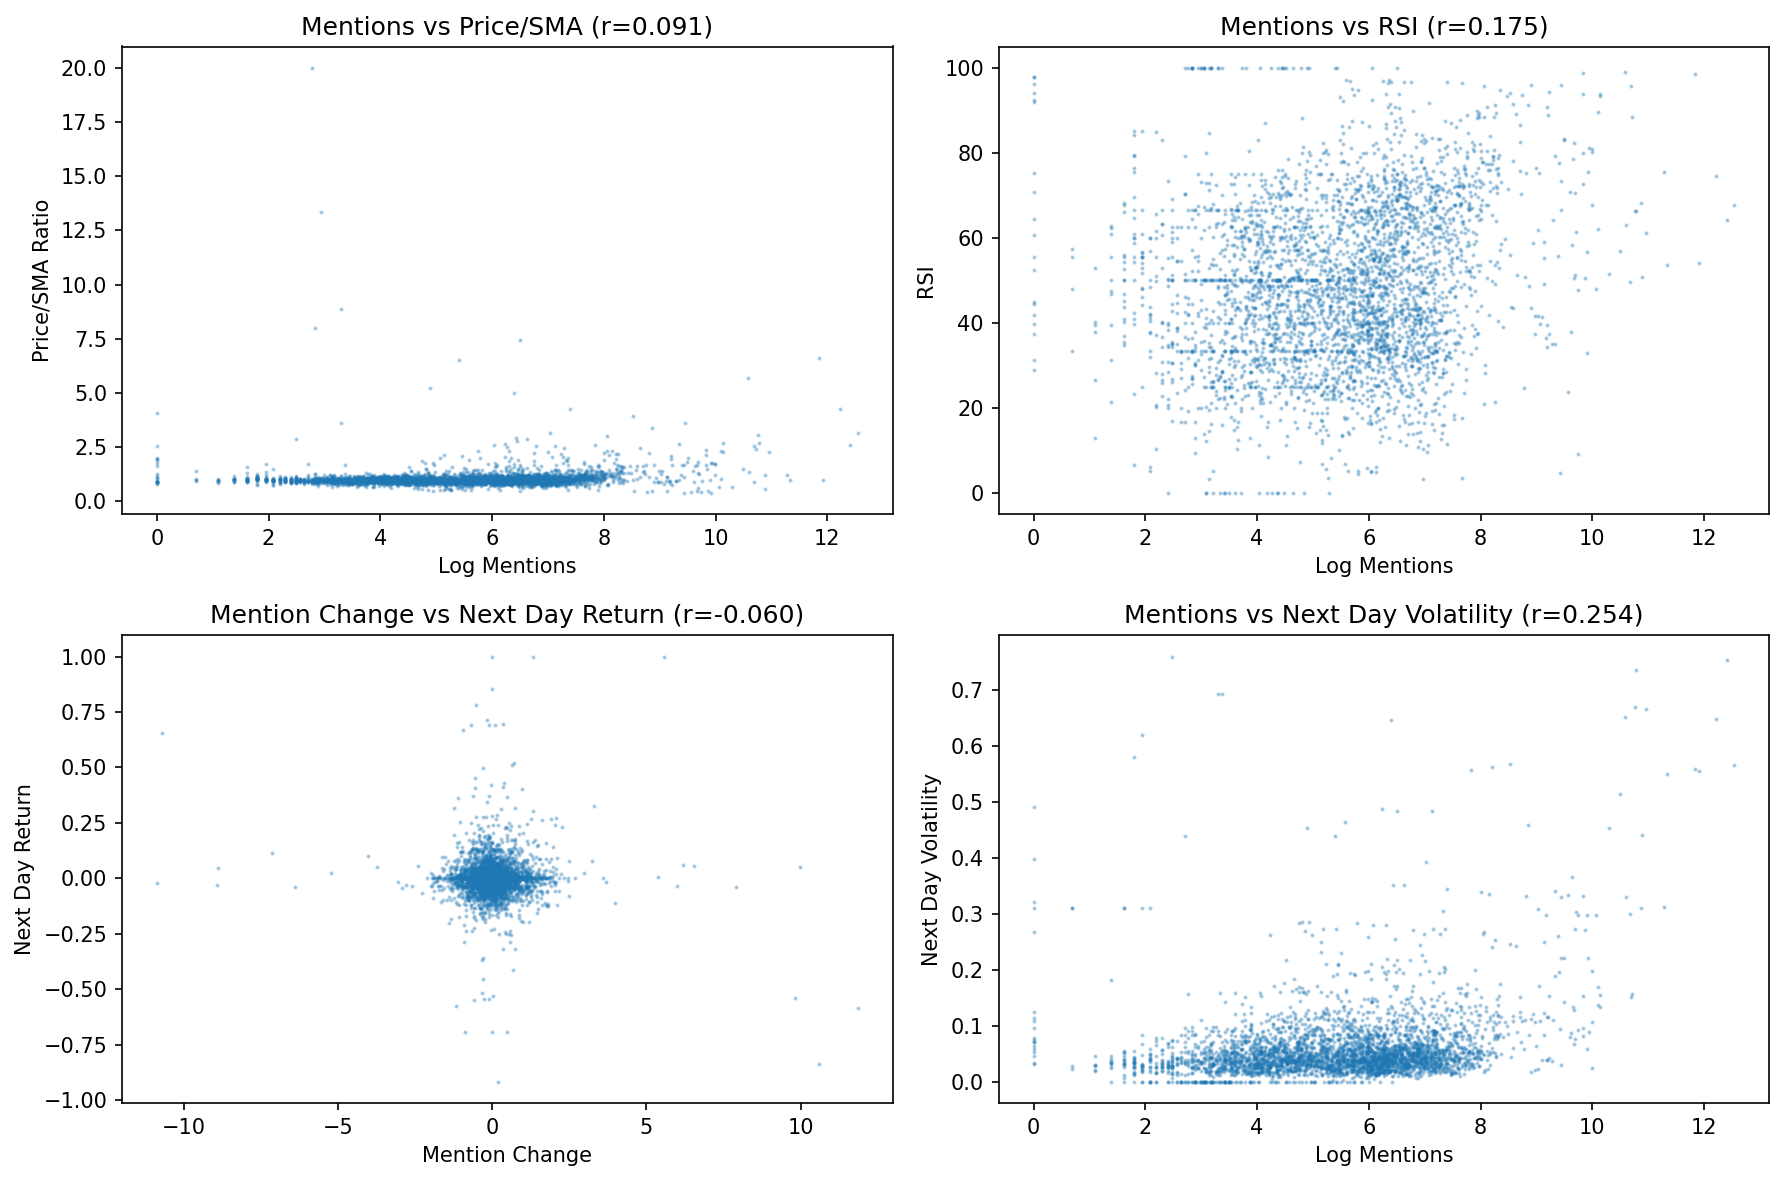 Mentions vs Price/SMA (r=0.091)
20.0
17.5
15.0
12.5
10.0
7.5
5.0
2.5
0.0
Price/SMA Ratio
0 2 4 6 8 10 12
Log Mentions
Mentions vs RSI (r=0.175)
100
80
60
40
20
0
RSI
0 2 4 6 8 10 12
Log Mentions
Mention Change vs Next Day Return (r=-0.060)
1.00
0.75
0.50
0.25
0.00
−0.25
−0.50
−0.75
−1.00
Next Day Return
−10 −5 0 5 10
Mention Change
Mentions vs Next Day Volatility (r=0.254)
0.7
0.6
0.5
0.4
0.3
0.2
0.1
0.0
Next Day Volatility
0 2 4 6 8 10 12
Log Mentions